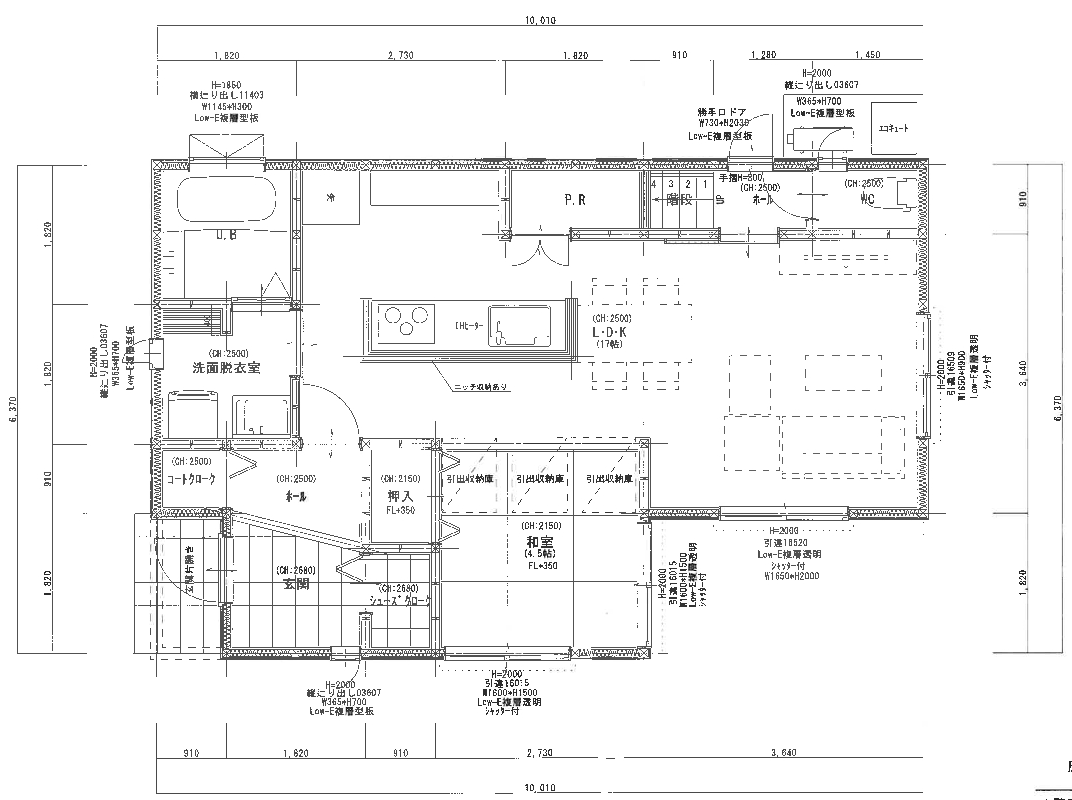 10,010
1,820
2,730
1,820
910
1,280
1,450
H=1850
横辷り出し11403
W1145*H300
Low-E複層型板
勝手口ドア
W730*H2030
Low-E複層型板
H=2000
縦辷り出し03607
W365*H700
Low-E複層型板
エコキュート
U.B
冷
P.R
4 3 2 1
階段
UP
手摺H=800
(CH:2500)
ホール
(CH:2500)
WC
910
1,820
6,370
1,820
910
1,820
H=2000
縦辷り出し03607
W365*H700
Low-E複層型板
(CH:2500)
洗面脱衣室
IHヒーター
(CH:2500)
L・D・K
(17帖)
ニッチ収納あり
H=2000
引違16509
W1650*H900
Low-E複層透明
シャッター付
3,640
6,370
1,820
(CH:2500)
コートクローク
(CH:2500)
ホール
(CH:2150)
押入
FL+350
引出収納庫
引出収納庫
引出収納庫
(CH:2150)
和室
(4.5帖)
FL+350
玄関片開き
(CH:2680)
玄関
(CH:2680)
シューズクローク
H=2000
引違16015
W1600*H1500
Low-E複層透明
シャッター付
H=2000
引違16520
Low-E複層透明
シャッター付
W1650*H2000
H=2000
縦辷り出し03607
W365*H700
Low-E複層型板
H=2000
引違16015
W1600*H1500
Low-E複層透明
シャッター付
910
1,820
910
2,730
3,640
10,010